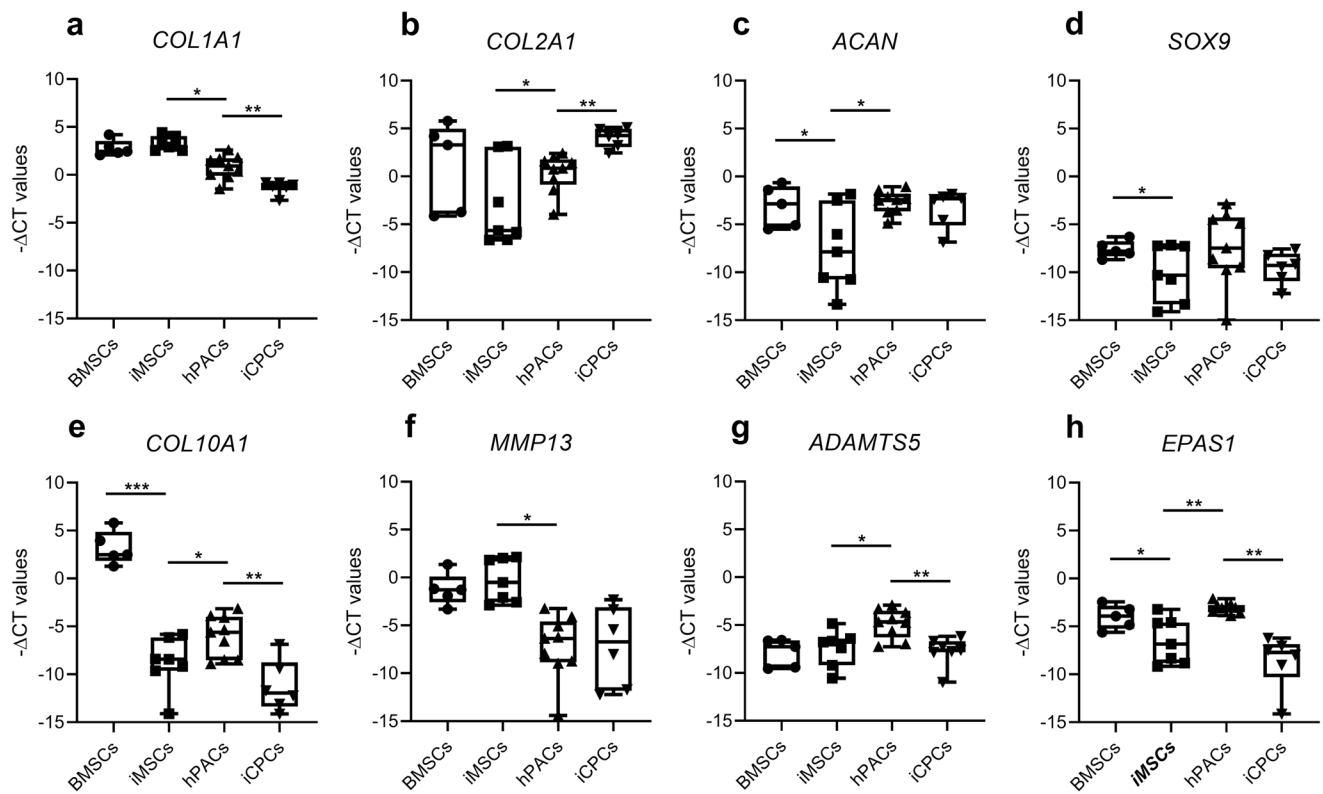 a COL1A1
b COL2A1
c ACAN
d SOX9
-ΔCT values
10
5
0
-5
-10
-15
* **
BMSCs iMSCs hPACs iCPCs
-ΔCT values
10
5
0
-5
-10
-15
* **
BMSCs iMSCs hPACs iCPCs
-ΔCT values
10
5
0
-5
-10
-15
* *
BMSCs iMSCs hPACs iCPCs
-ΔCT values
10
5
0
-5
-10
-15
*
BMSCs iMSCs hPACs iCPCs
e COL10A1
f MMP13
g ADAMTS5
h EPAS1
-ΔCT values
10
5
0
-5
-10
-15
*** * **
BMSCs iMSCs hPACs iCPCs
-ΔCT values
10
5
0
-5
-10
-15
*
BMSCs iMSCs hPACs iCPCs
-ΔCT values
10
5
0
-5
-10
-15
* **
BMSCs iMSCs hPACs iCPCs
-ΔCT values
10
5
0
-5
-10
-15
* ** **
BMSCs iMSCs hPACs iCPCs